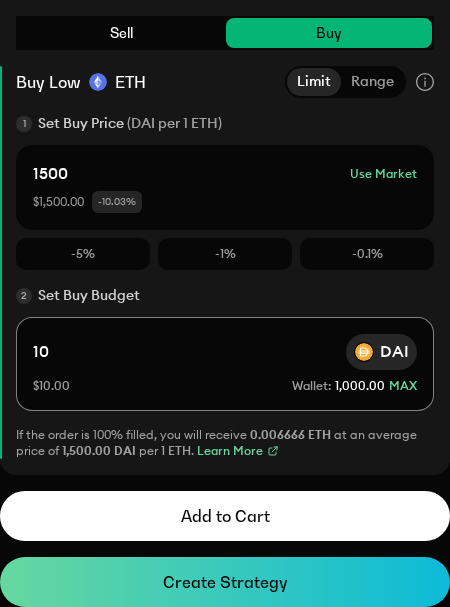 Sell Buy
Buy Low ETH Limit Range
1 Set Buy Price (DAI per 1 ETH)
1500 Use Market
$1,500.00 -10.03%
-5% -1% -0.1%
2 Set Buy Budget
10 DAI
$10.00 Wallet: 1,000.00 MAX
If the order is 100% filled, you will receive 0.006666 ETH at an average
price of 1,500.00 DAI per 1 ETH. Learn More
Add to Cart
Create Strategy